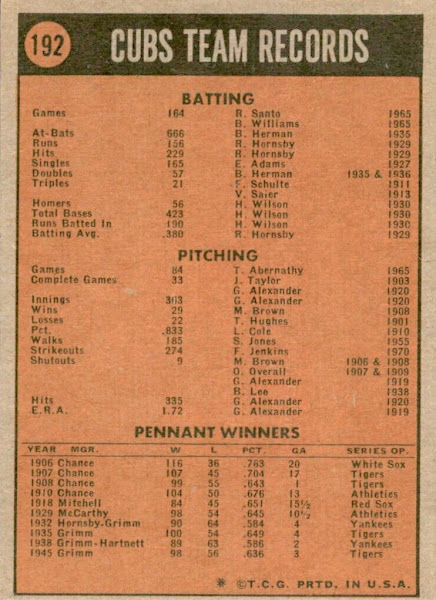 192 CUBS TEAM RECORDS
BATTING
Games 164 R. Santo 1965
B. Williams 1965
At-Bats 666 B. Herman 1935
Runs 156 R. Hornsby 1929
Hits 229 R. Hornsby 1929
Singles 165 E. Adams 1927
Doubles 57 B. Herman 1935 & 1936
Triples 21 F. Schulte 1911
V. Saier 1913
Homers 56 H. Wilson 1930
Total Bases 423 H. Wilson 1930
Runs Batted In 190 H. Wilson 1930
Batting Avg. .380 R. Hornsby 1929
PITCHING
Games 84 T. Abernathy 1965
Complete Games 33 J. Taylor 1903
G. Alexander 1920
Innings 363 G. Alexander 1920
Wins 29 M. Brown 1908
Losses 22 T. Hughes 1901
Pct. .833 L. Cole 1910
Walks 185 S. Jones 1955
Strikeouts 274 F. Jenkins 1970
Shutouts 9 M. Brown 1906 & 1908
O. Overall 1907 & 1909
G. Alexander 1919
B. Lee 1938
Hits 335 G. Alexander 1920
E.R.A. 1.72 G. Alexander 1919
PENNANT WINNERS
YEAR MGR. W L PCT. GA SERIES OP.
1906 Chance 116 36 .763 20 White Sox
1907 Chance 107 45 .704 17 Tigers
1908 Chance 99 55 .643 1 Tigers
1910 Chance 104 50 .676 13 Athletics
1918 Mitchell 84 45 .651 15½ Red Sox
1929 McCarthy 98 54 .645 10½ Athletics
1932 Hornsby-Grimm 90 64 .584 4 Yankees
1935 Grimm 100 54 .649 4 Tigers
1938 Grimm-Hartnett 89 63 .586 2 Yankees
1945 Grimm 98 56 .636 3 Tigers
* ©T.C.G. PRTD. IN U.S.A.